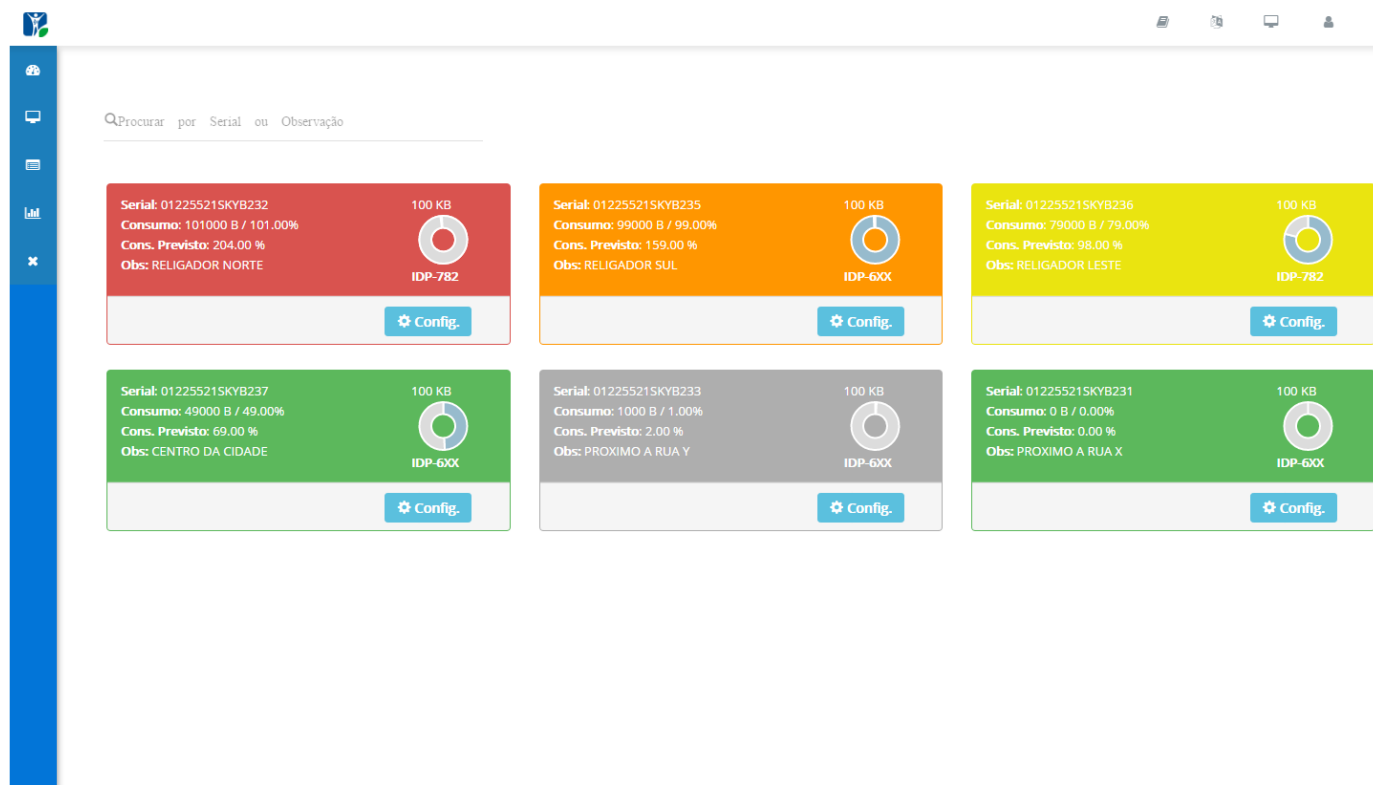 Procurar por Serial ou Observação
Serial: 01225521SKYB232
100 KB
Consumo: 101000 B / 101.00%
Cons. Previsto: 204.00 %
Obs: RELIGADOR NORTE
IDP-782
Config.
Serial: 01225521SKYB235
100 KB
Consumo: 99000 B / 99.00%
Cons. Previsto: 159.00 %
Obs: RELIGADOR SUL
IDP-6XX
Config.
Serial: 01225521SKYB236
100 KB
Consumo: 79000 B / 79.00%
Cons. Previsto: 98.00 %
Obs: RELIGADOR LESTE
IDP-782
Config.
Serial: 01225521SKYB237
100 KB
Consumo: 49000 B / 49.00%
Cons. Previsto: 69.00 %
Obs: CENTRO DA CIDADE
IDP-6XX
Config.
Serial: 01225521SKYB233
100 KB
Consumo: 1000 B / 1.00%
Cons. Previsto: 2.00 %
Obs: PROXIMO A RUA Y
IDP-6XX
Config.
Serial: 01225521SKYB231
100 KB
Consumo: 0 B / 0.00%
Cons. Previsto: 0.00 %
Obs: PROXIMO A RUA X
IDP-6XX
Config.